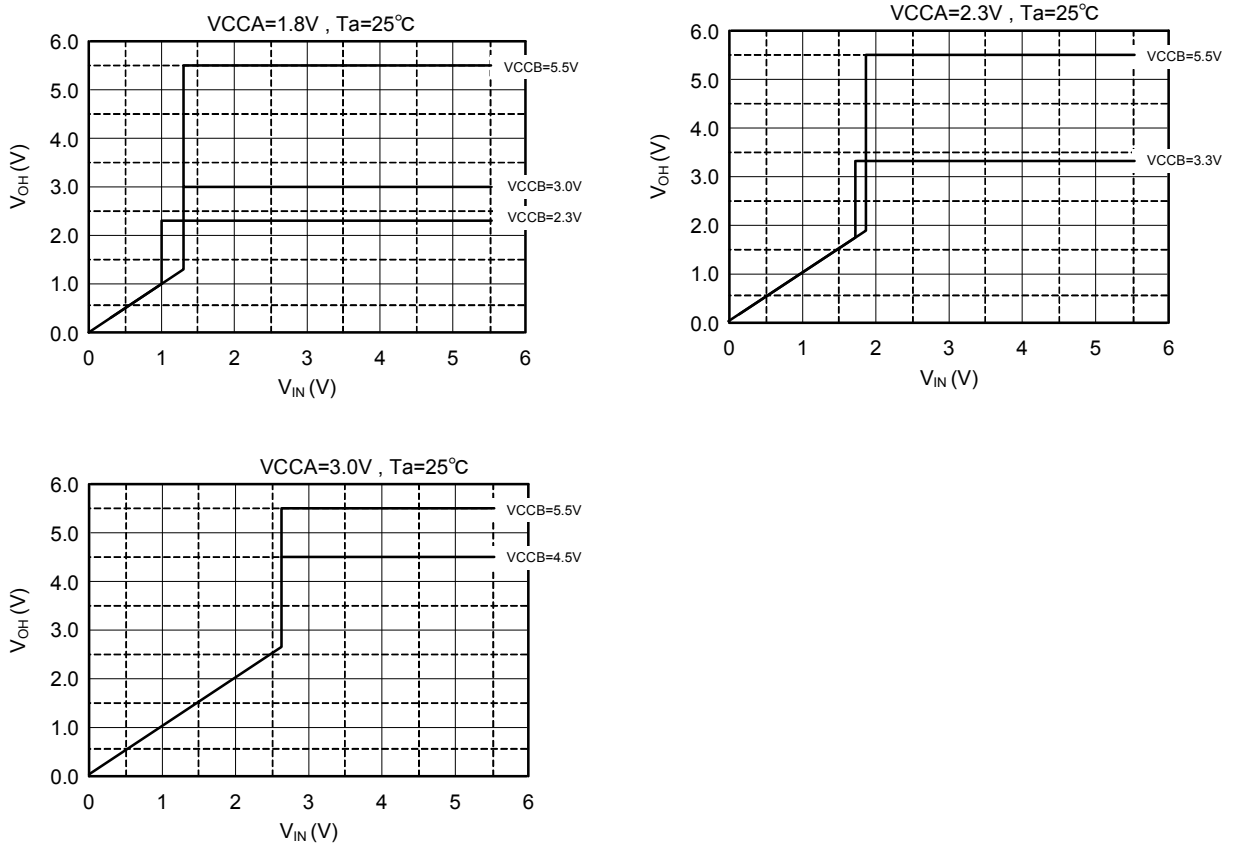 VCCA=1.8V , Ta=25℃
6.0
5.0
4.0
3.0
2.0
1.0
0.0
VOH (V)
VCCB=5.5V
VCCB=3.0V
VCCB=2.3V
0 1 2 3 4 5 6
VIN (V)
VCCA=2.3V , Ta=25℃
6.0
5.0
4.0
3.0
2.0
1.0
0.0
VOH (V)
VCCB=5.5V
VCCB=3.3V
0 1 2 3 4 5 6
VIN (V)
VCCA=3.0V , Ta=25℃
6.0
5.0
4.0
3.0
2.0
1.0
0.0
VOH (V)
VCCB=5.5V
VCCB=4.5V
0 1 2 3 4 5 6
VIN (V)